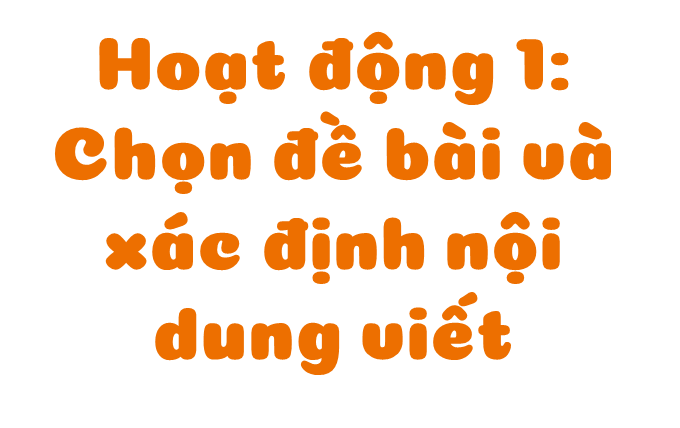 Hoạt động 1:
Chọn đề bài và
xác định nội
dung viết